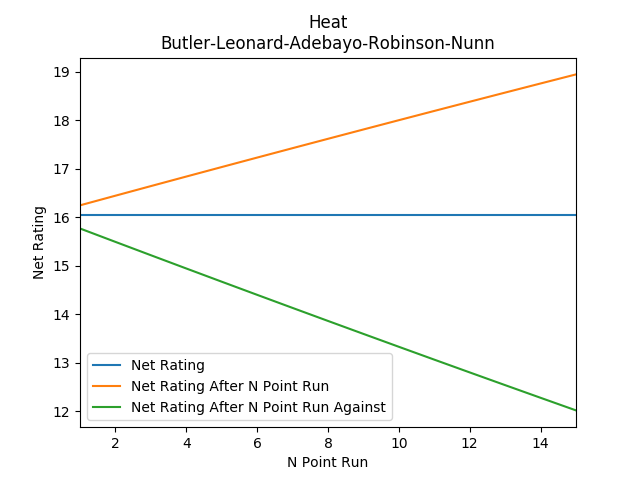 Heat
Butler-Leonard-Adebayo-Robinson-Nunn
19
18
17
16
15
14
13
12
Net Rating
Net Rating
Net Rating After N Point Run
Net Rating After N Point Run Against
2 4 6 8 10 12 14
N Point Run